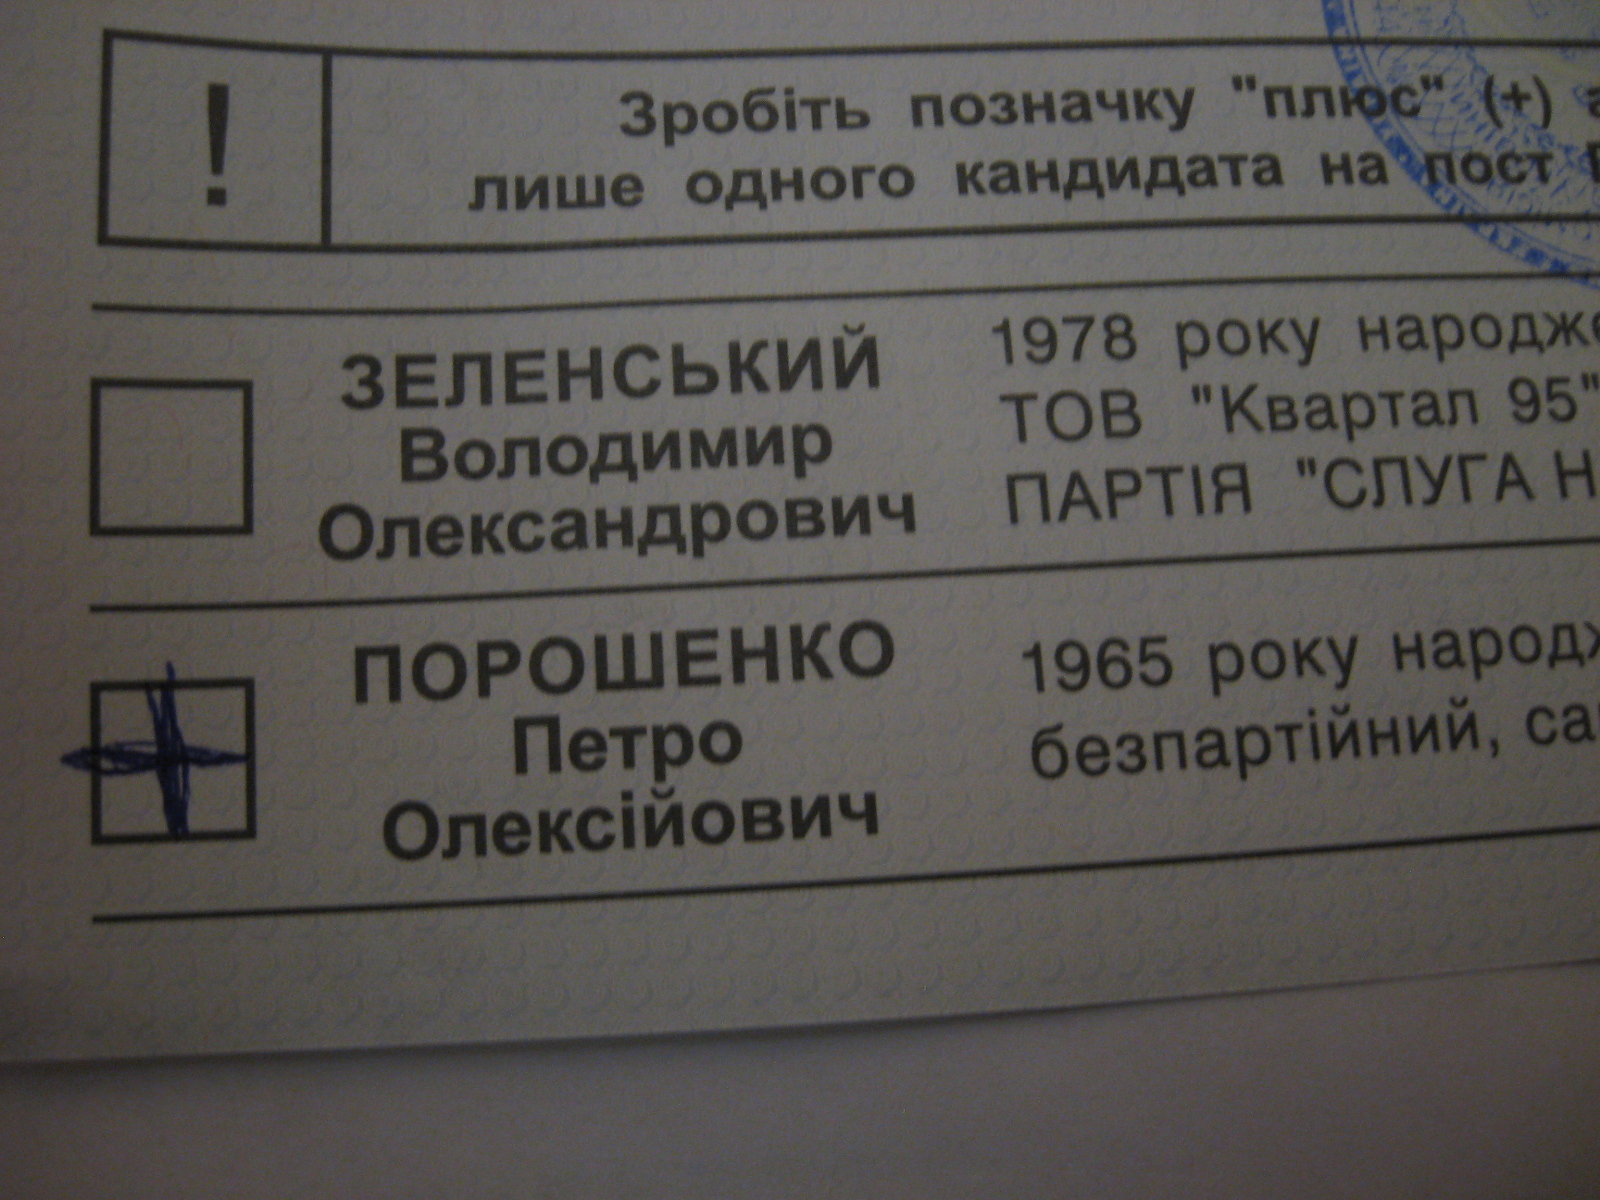 !
Зробіть позначку "плюс" (+)
лише одного кандидата на пост
ЗЕЛЕНСЬКИЙ
Володимир
Олександрович
1978 року народже
ТОВ "Квартал 95"
ПАРТІЯ "СЛУГА Н
ПОРОШЕНКО
Петро
Олексійович
1965 року народж
безпартійний, са